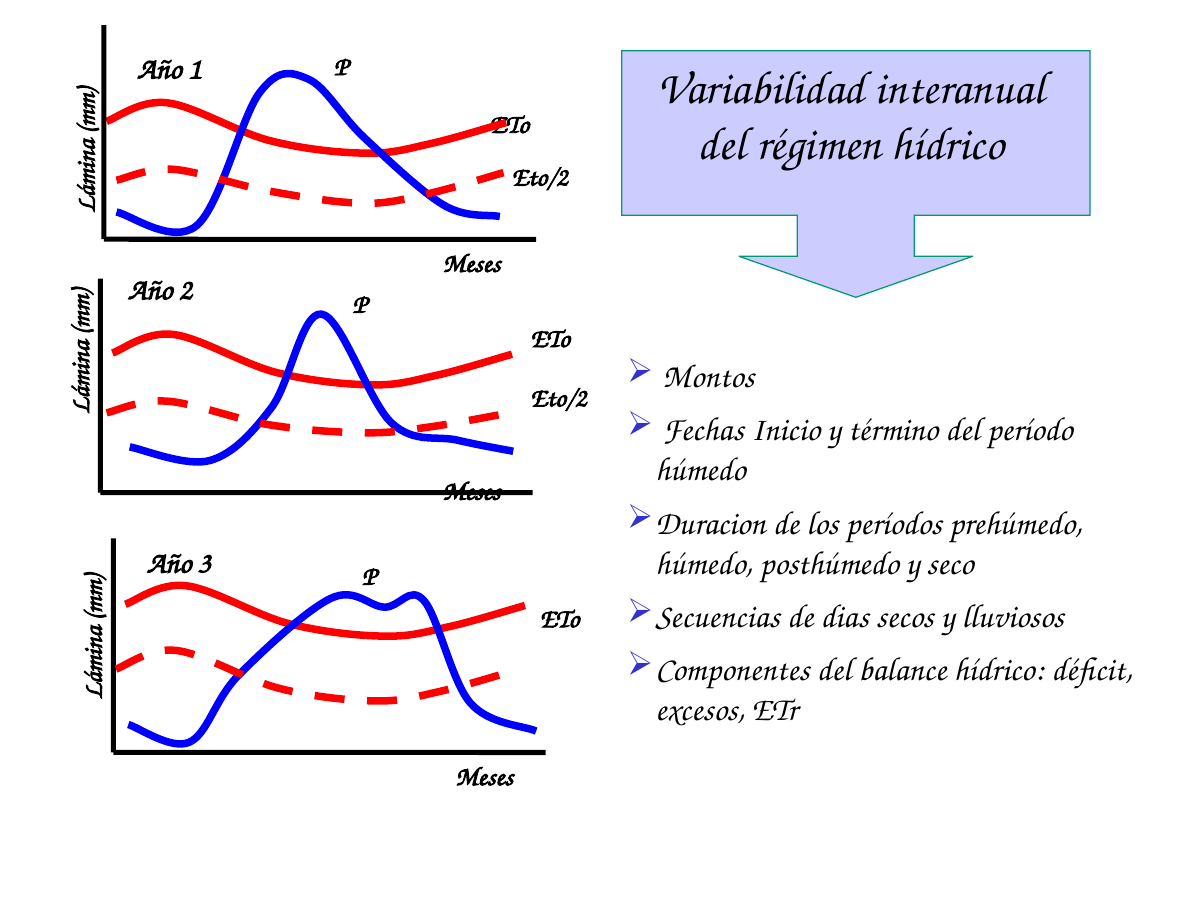 Año 1
P
ETo
Eto/2
Lámina (mm)
Meses
Año 2
P
ETo
Eto/2
Lámina (mm)
Meses
Año 3
P
ETo
Lámina (mm)
Meses
Variabilidad interanual
del régimen hídrico
Montos
Fechas Inicio y término del período
húmedo
Duracion de los períodos prehúmedo,
húmedo, posthúmedo y seco
Secuencias de dias secos y lluviosos
Componentes del balance hídrico: déficit,
excesos, ETr